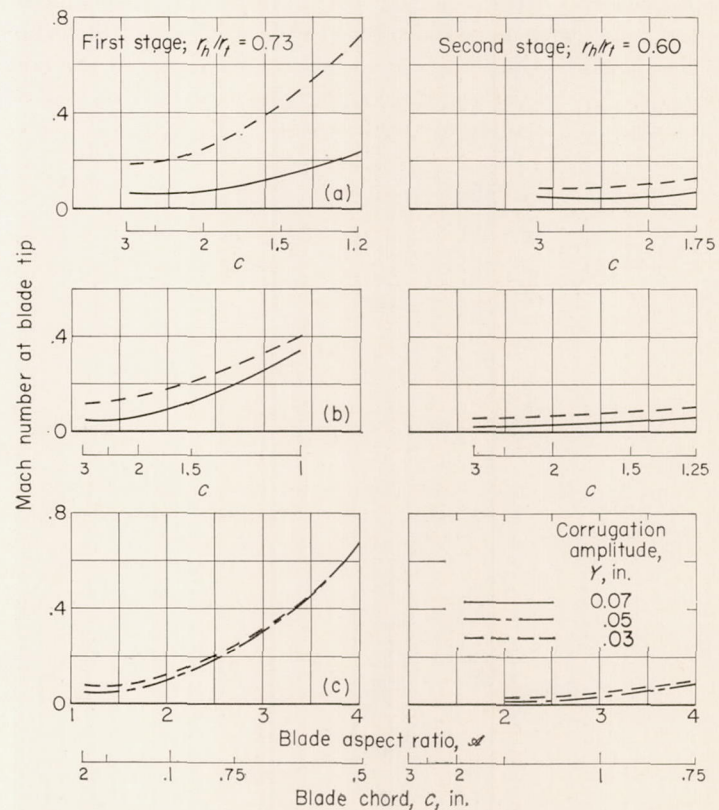 .8
First stage; r_h/r_t = 0.73
Second stage; r_h/r_t = 0.60
.4
0
(a)
3 2 1.5 1.2
c
3 2 1.75
c
Mach number at blade tip
.4
0
(b)
3 2 1.5 1
c
3 2 1.5 1.25
c
.8
Corrugation
amplitude,
Y, in.
0.07
.05
.03
.4
0
(c)
1 2 3 4
1 2 3 4
Blade aspect ratio, A
2 .1 .75 .5
3 2 1 .75
Blade chord, c, in.